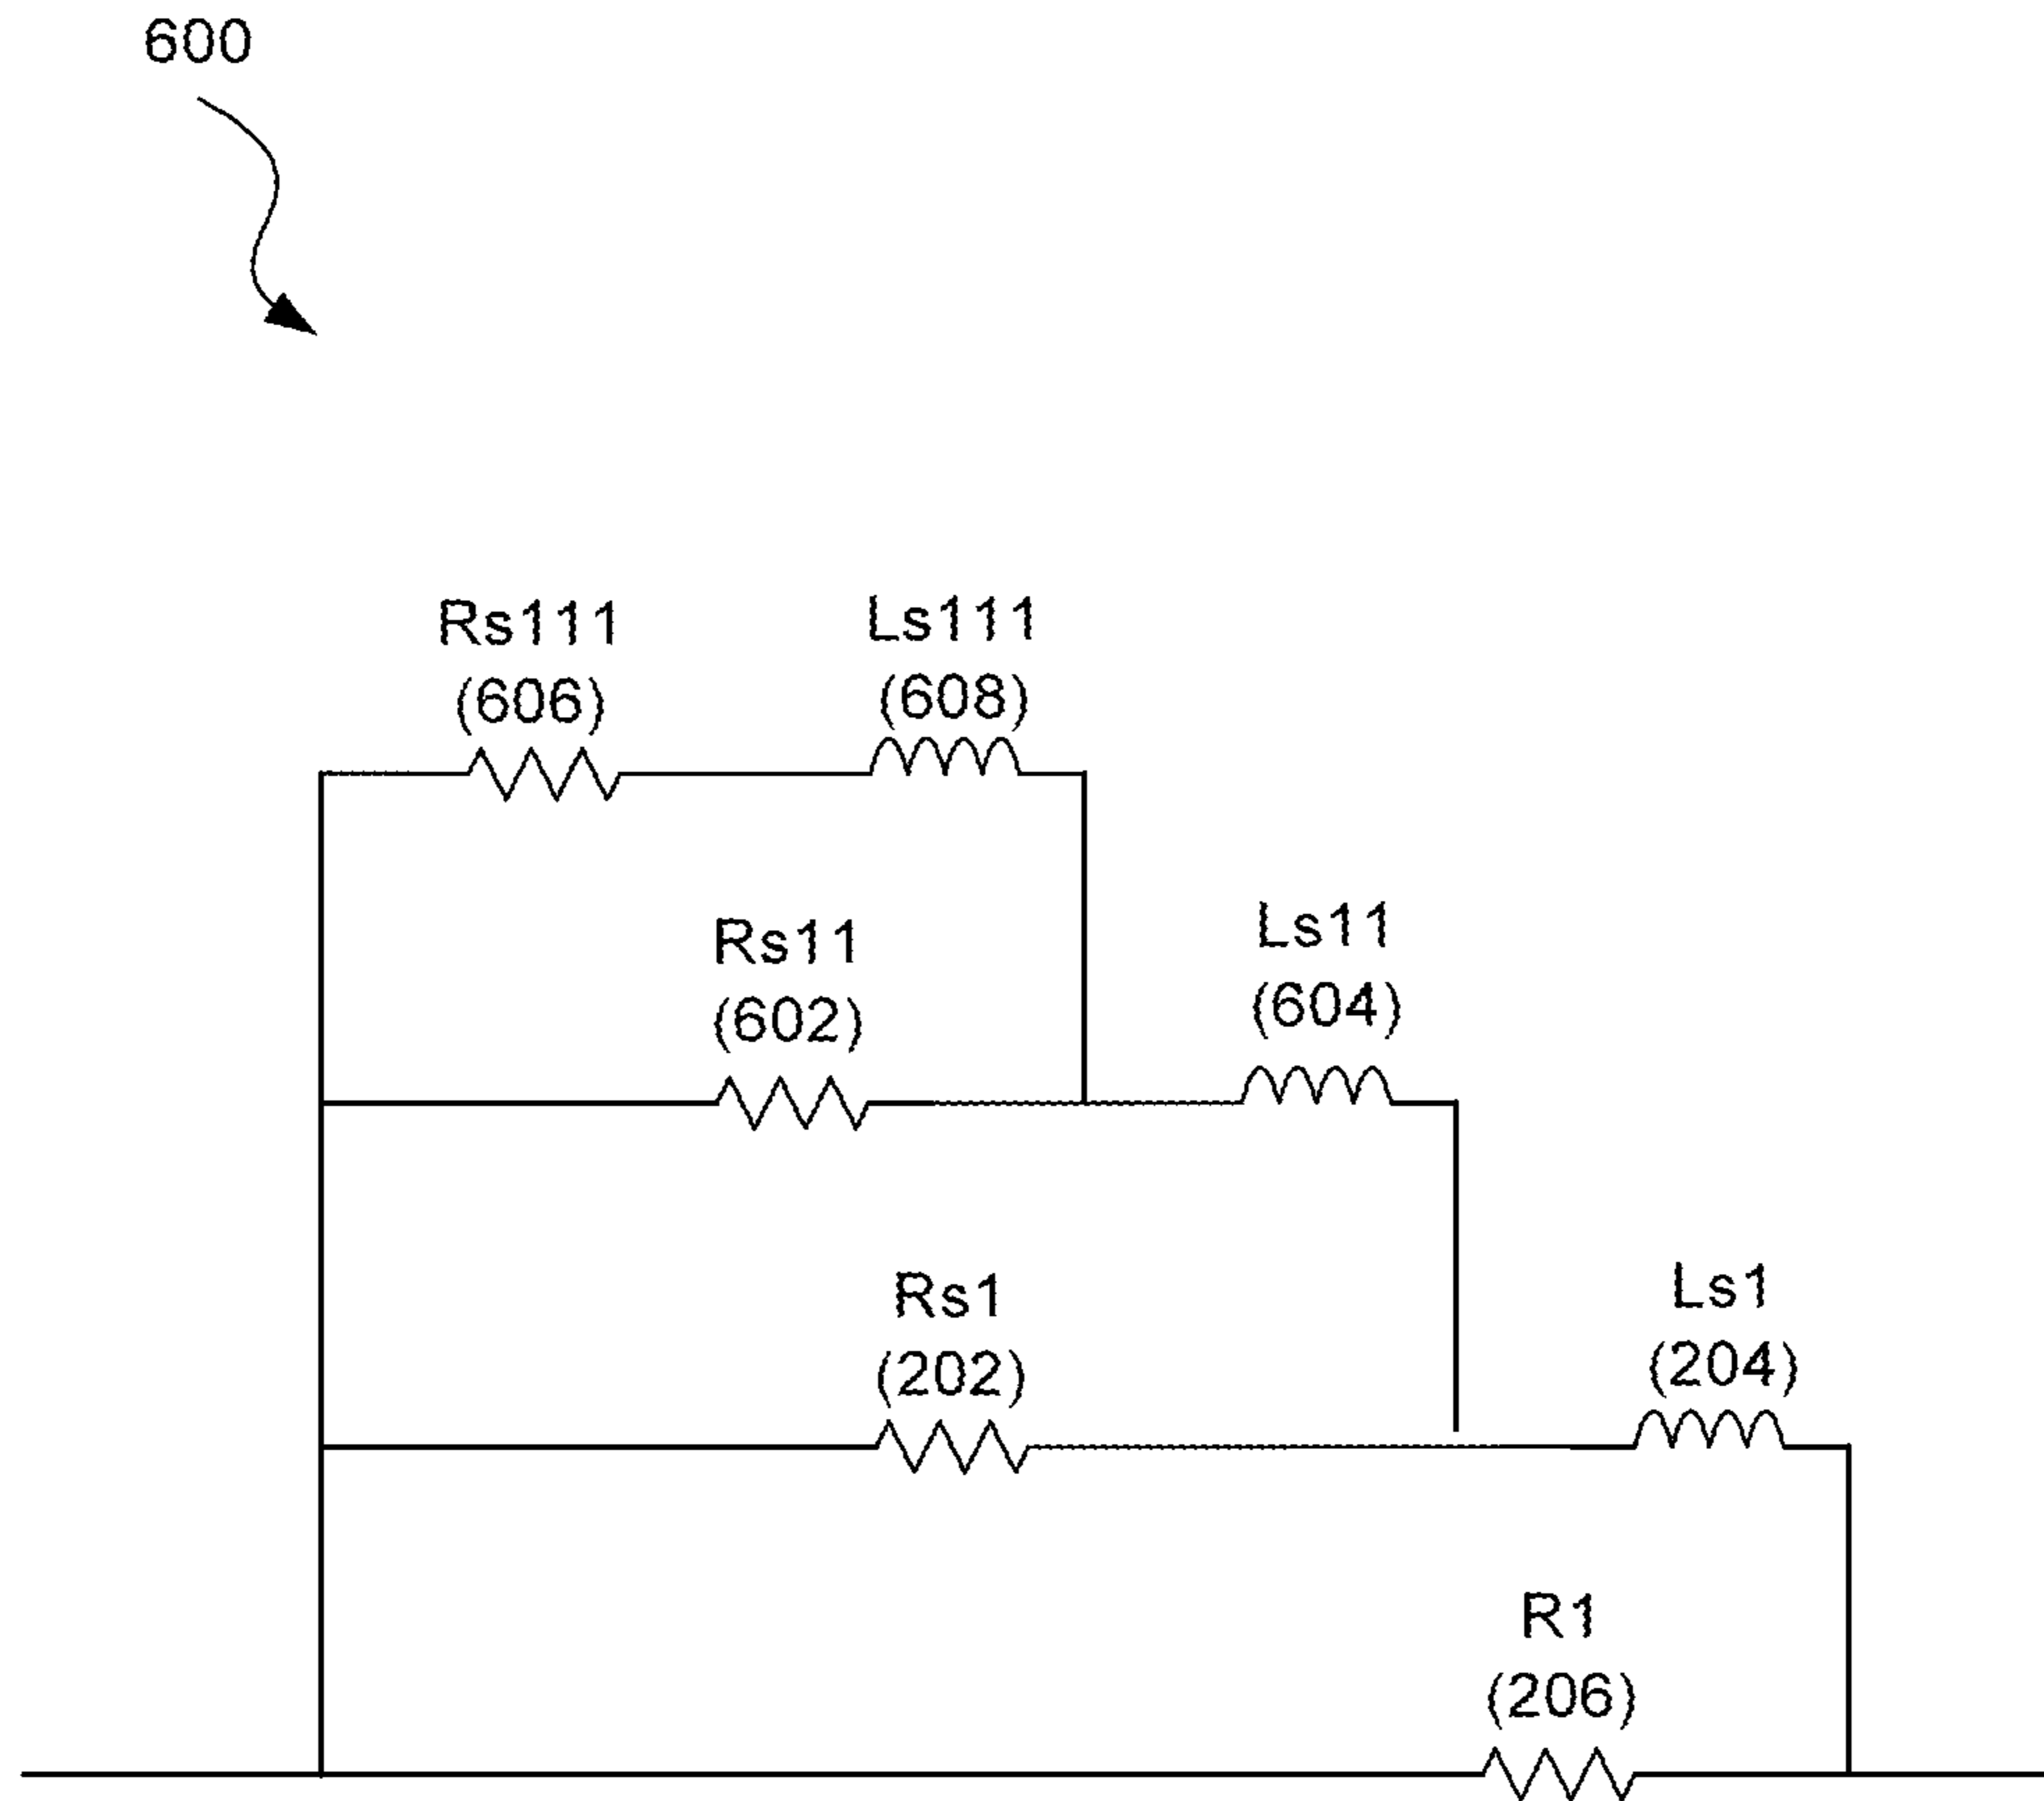 600
Rs111
(606)
Ls111
(608)
Rs11
(602)
Ls11
(604)
Rs1
(202)
Ls1
(204)
R1
(206)